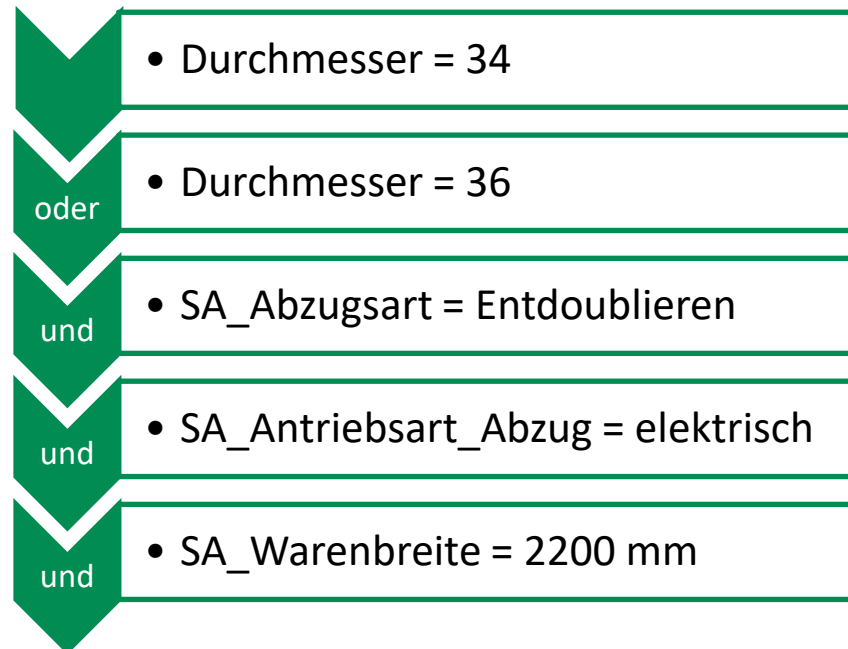 • Durchmesser = 34
oder • Durchmesser = 36
und • SA_Abzugsart = Entdoublieren
und • SA_Antriebsart_Abzug = elektrisch
und • SA_Warenbreite = 2200 mm